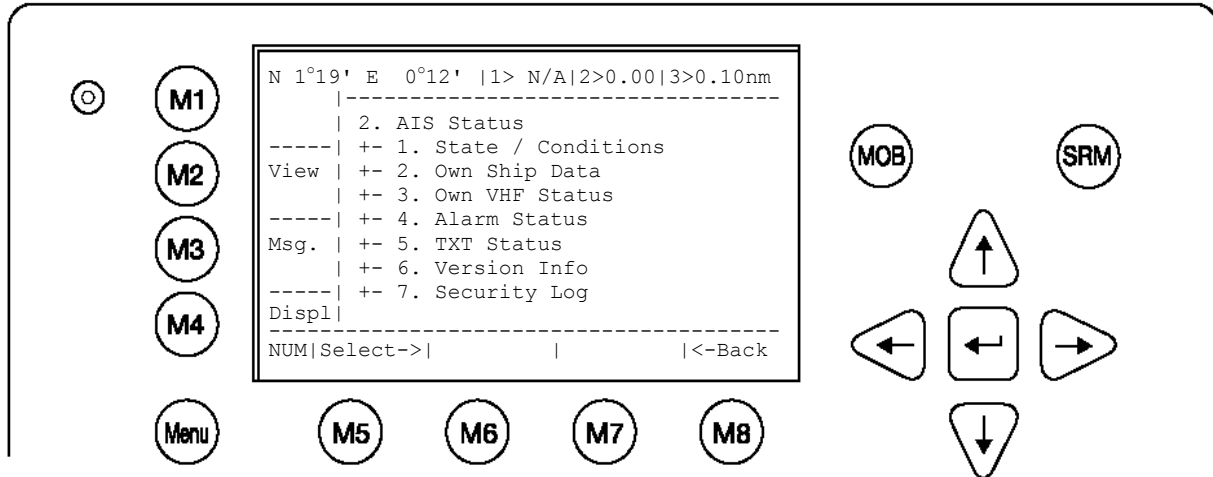 N 1°19' E 0°12' |1> N/A|2>0.00|3>0.10nm
|----------------------------------
| 2. AIS Status
-----| +- 1. State / Conditions
View | +- 2. Own Ship Data
| +- 3. Own VHF Status
-----| +- 4. Alarm Status
Msg. | +- 5. TXT Status
| +- 6. Version Info
-----| +- 7. Security Log
Displ|
----------------------------------------
NUM|Select->| | |<-Back
M1
M2
M3
M4
MOB
SRM
Menu
M5
M6
M7
M8